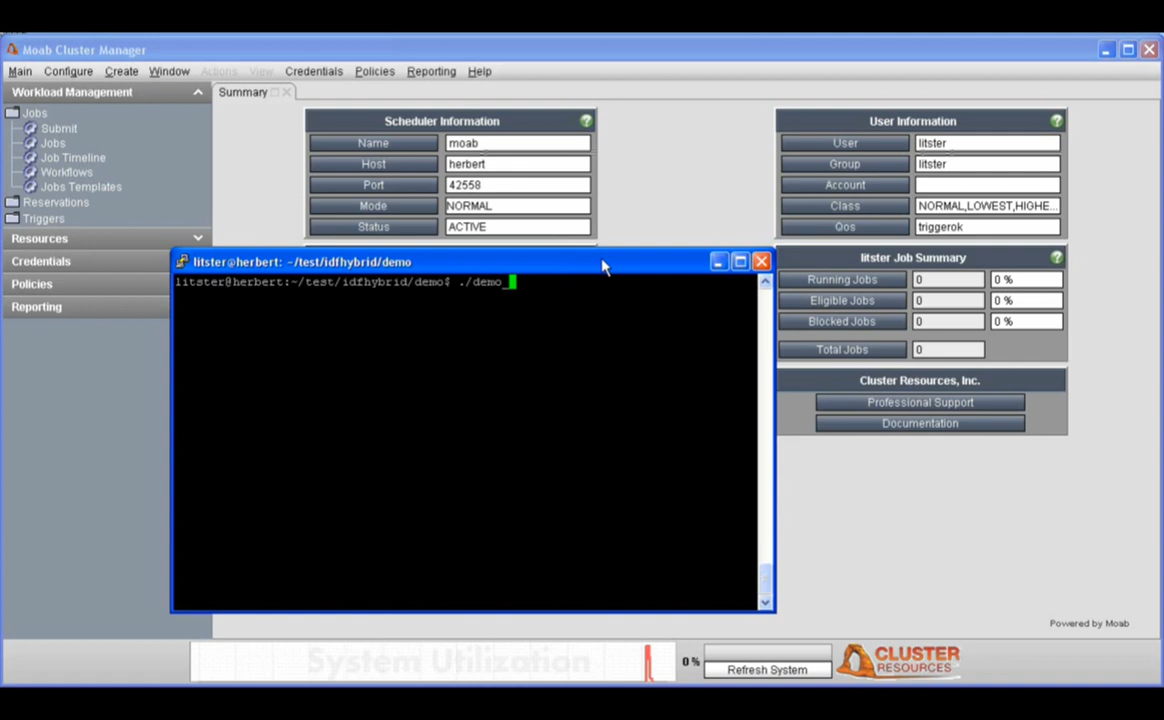 Moab Cluster Manager
Main Configure Create Window Actions View Credentials Policies Reporting Help
Workload Management
Jobs
Submit
Jobs
Job Timeline
Workflows
Jobs Templates
Reservations
Triggers
Resources
Credentials
Policies
Reporting
Summary
Scheduler Information
Name moab
Host herbert
Port 42558
Mode NORMAL
Status ACTIVE
User Information
User litster
Group litster
Account
Class NORMAL,LOWEST,HIGHE...
Qos triggerok
litster@herbert: ~/test/idfhybrid/demo
litster@herbert:~/test/idfhybrid/demo$ ./demo_
litster Job Summary
Running Jobs 0 0 %
Eligible Jobs 0 0 %
Blocked Jobs 0 0 %
Total Jobs 0
Cluster Resources, Inc.
Professional Support
Documentation
Powered by Moab
System Utilization
0 %
Refresh System
CLUSTER
RESOURCES